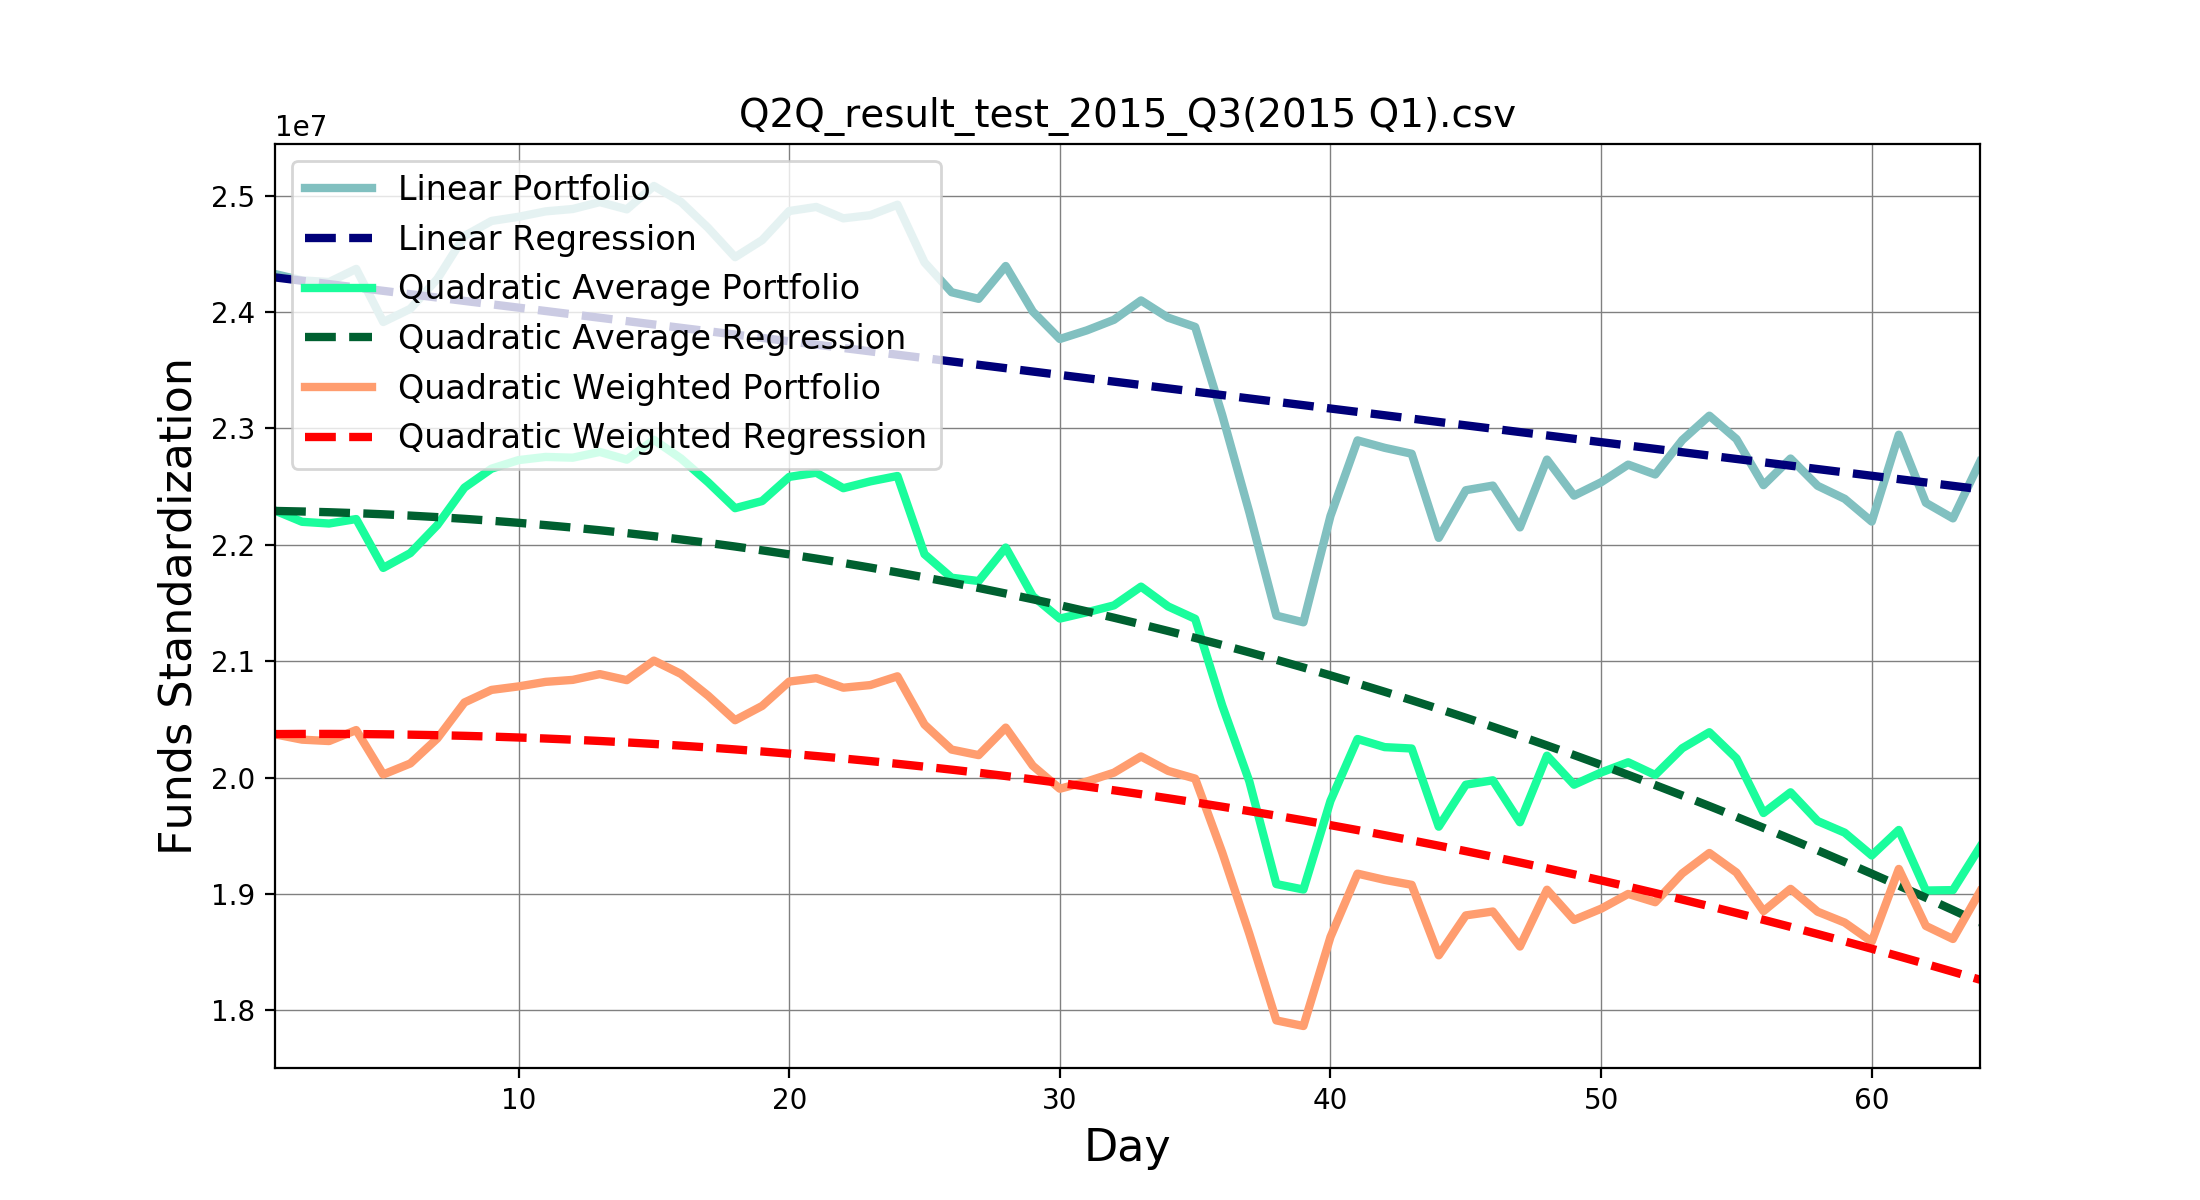 Q2Q_result_test_2015_Q3(2015 Q1).csv
1e7
Linear Portfolio
Linear Regression
Quadratic Average Portfolio
Quadratic Average Regression
Quadratic Weighted Portfolio
Quadratic Weighted Regression
2.5
2.4
2.3
2.2
2.1
2.0
1.9
1.8
Funds Standardization
10 20 30 40 50 60
Day